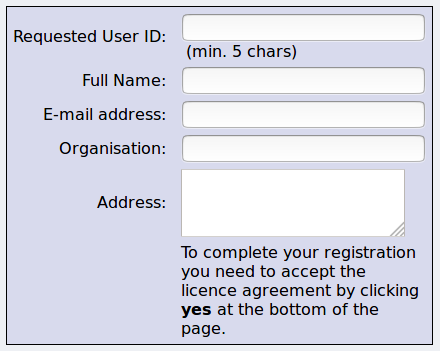 Requested User ID:
(min. 5 chars)
Full Name:
E-mail address:
Organisation:
Address:
To complete your registration
you need to accept the
licence agreement by clicking
yes at the bottom of the
page.